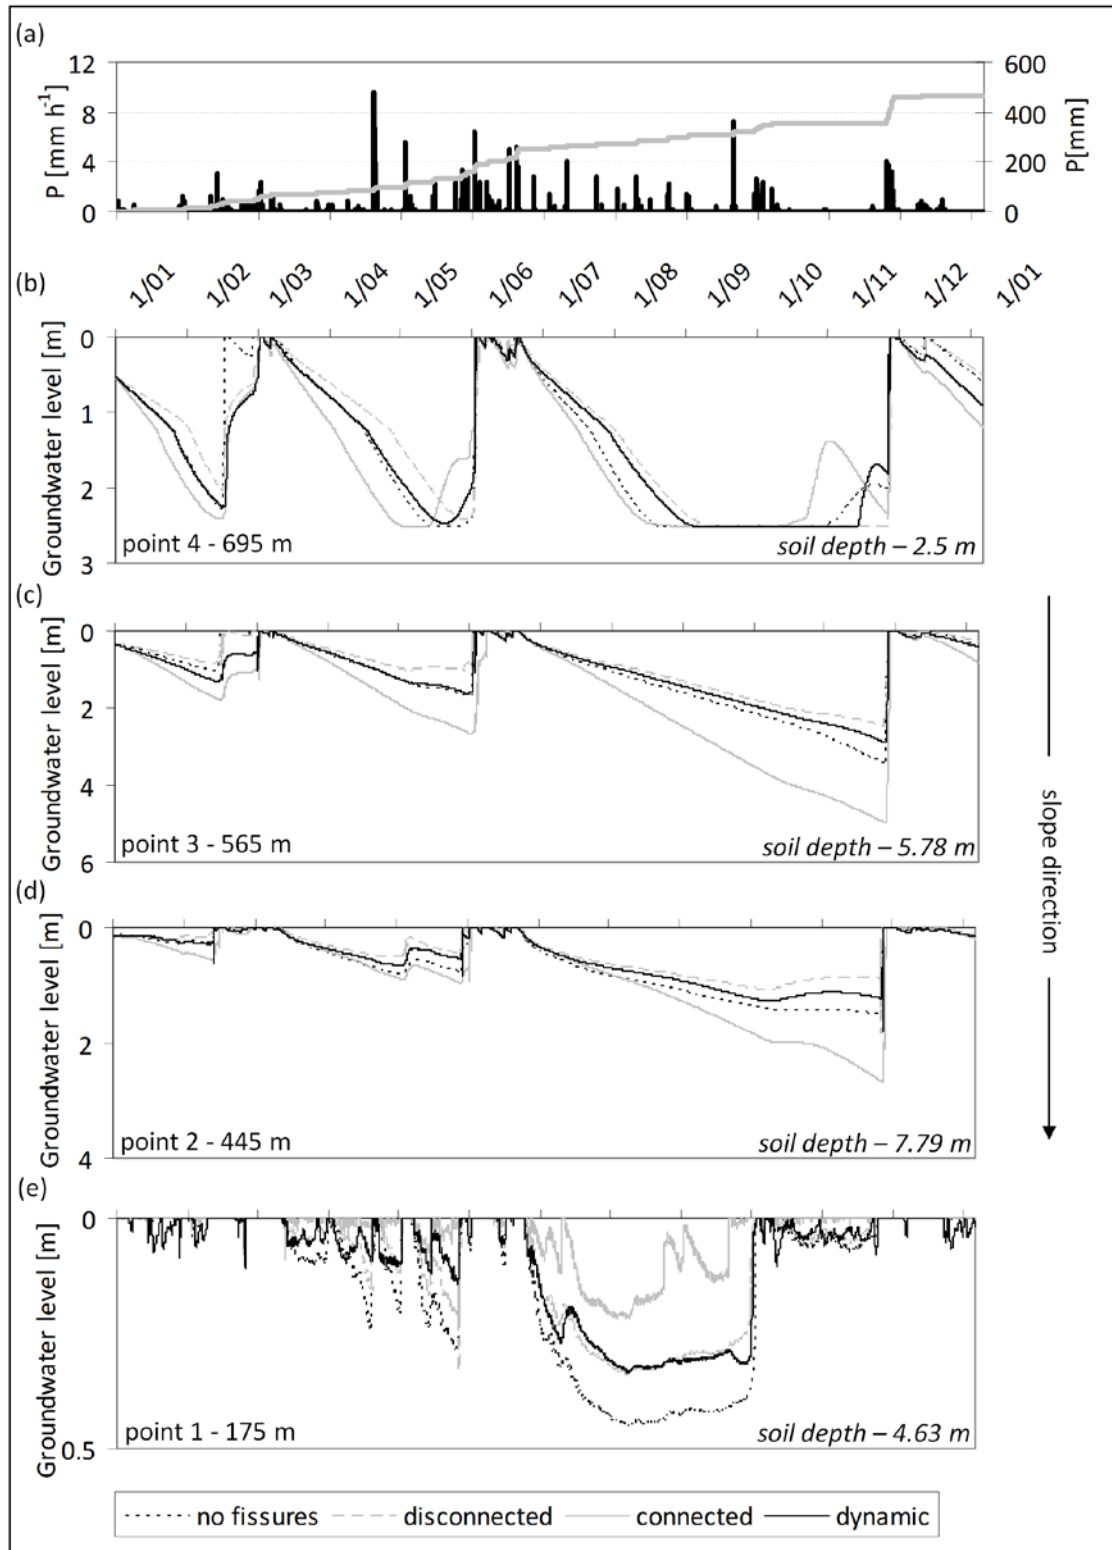 (a)
12 600
8 400
4 200
0 0
P [mm h⁻¹]
P[mm]
1/01 1/02 1/03 1/04 1/05 1/06 1/07 1/08 1/09 1/10 1/11 1/12 1/01
(b)
0
1
2
3
Groundwater level [m]
point 4 - 695 m soil depth – 2.5 m
(c)
0
2
4
6
Groundwater level [m]
point 3 - 565 m soil depth – 5.78 m
slope direction
(d)
0
2
4
Groundwater level [m]
point 2 - 445 m soil depth – 7.79 m
(e)
0
0.5
Groundwater level [m]
point 1 - 175 m soil depth – 4.63 m
no fissures disconnected connected dynamic